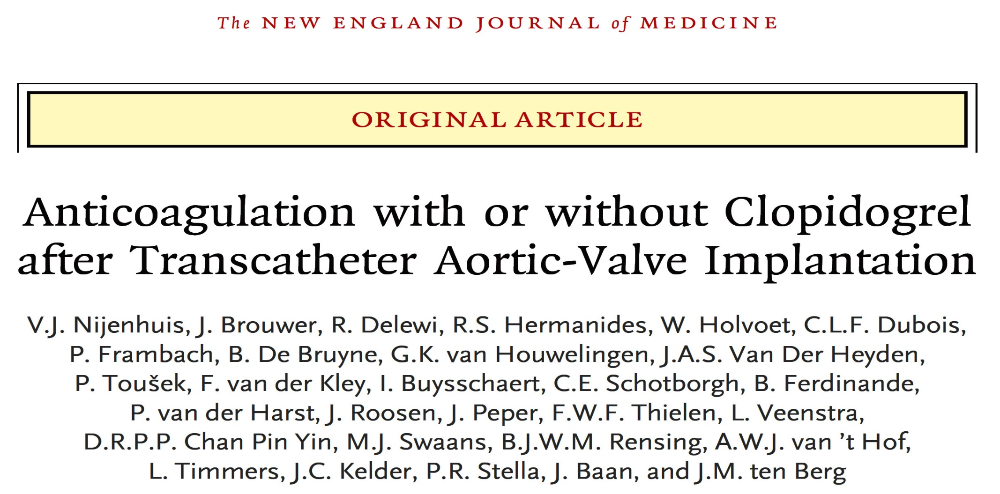 The NEW ENGLAND JOURNAL of MEDICINE
ORIGINAL ARTICLE
Anticoagulation with or without Clopidogrel
after Transcatheter Aortic-Valve Implantation
V.J. Nijenhuis, J. Brouwer, R. Delewi, R.S. Hermanides, W. Holvoet, C.L.F. Dubois,
P. Frambach, B. De Bruyne, G.K. van Houwelingen, J.A.S. Van Der Heyden,
P. Toušek, F. van der Kley, I. Buysschaert, C.E. Schotborgh, B. Ferdinande,
P. van der Harst, J. Roosen, J. Peper, F.W.F. Thielen, L. Veenstra,
D.R.P.P. Chan Pin Yin, M.J. Swaans, B.J.W.M. Rensing, A.W.J. van ’t Hof,
L. Timmers, J.C. Kelder, P.R. Stella, J. Baan, and J.M. ten Berg